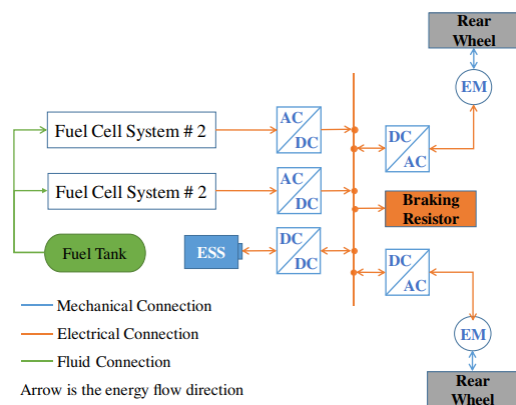 Rear
Wheel
EM
AC
DC
Fuel Cell System # 2
DC
AC
AC
DC
Fuel Cell System # 2
Braking
Resistor
DC
DC
ESS
Fuel Tank
DC
AC
Mechanical Connection
Electrical Connection
EM
Fluid Connection
Arrow is the energy flow direction
Rear
Wheel